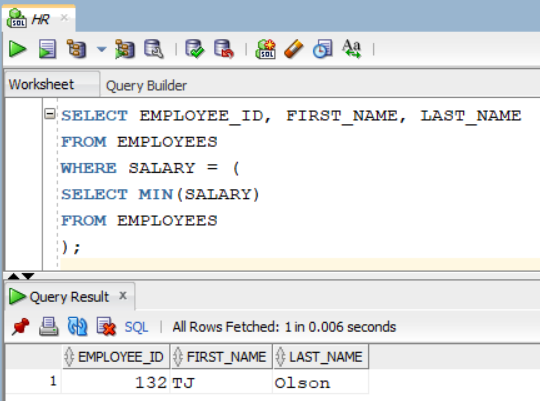 HR
Aa
Worksheet Query Builder
SELECT EMPLOYEE_ID, FIRST_NAME, LAST_NAME
FROM EMPLOYEES
WHERE SALARY = (
SELECT MIN(SALARY)
FROM EMPLOYEES
);
Query Result x
SQL | All Rows Fetched: 1 in 0.006 seconds
EMPLOYEE_ID FIRST_NAME LAST_NAME
1 132 TJ Olson